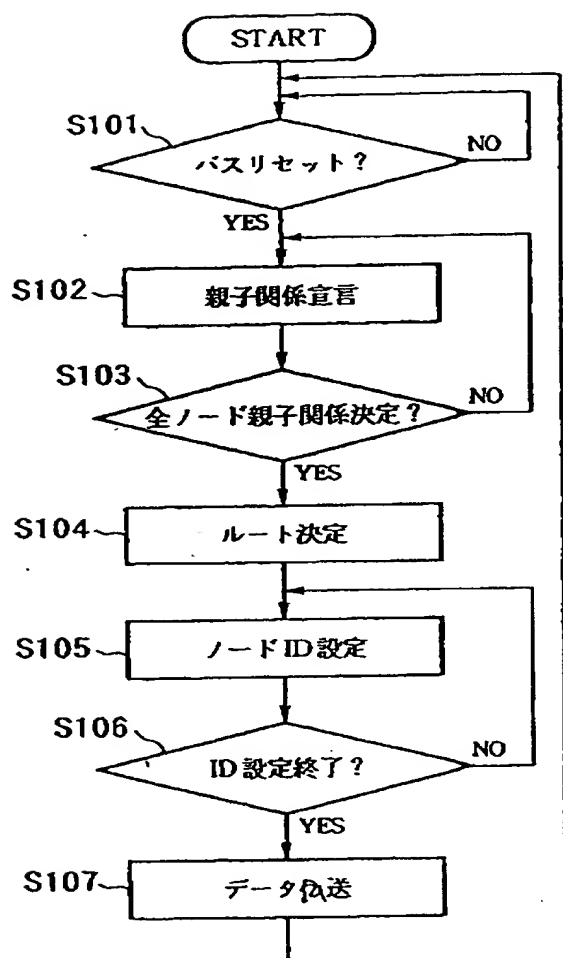 START
S101
バスリセット？
NO
YES
S102
親子関係宣言
S103
全ノード親子関係決定？
NO
YES
S104
ルート決定
S105
ノードID設定
S106
ID設定終了？
NO
YES
S107
データ送